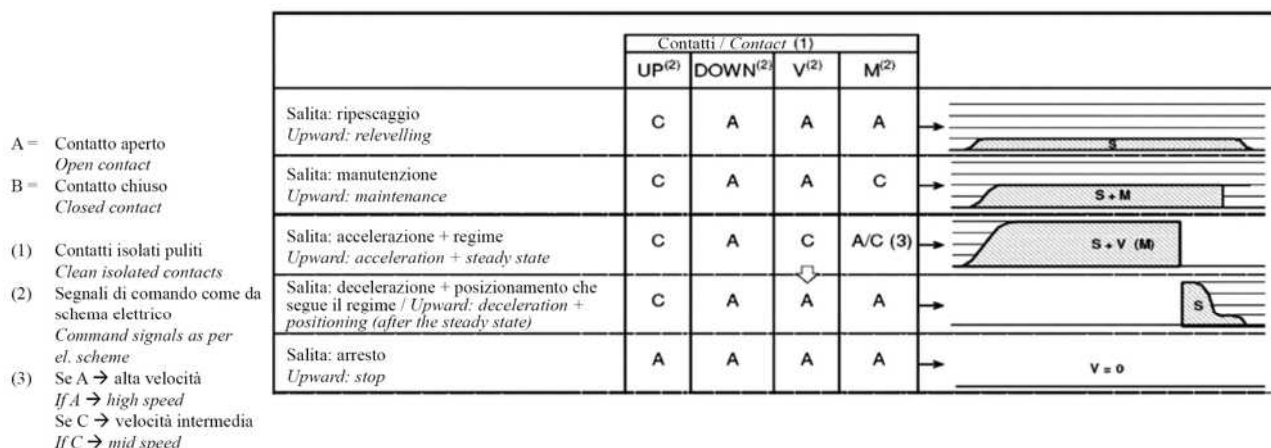 A = Contatto aperto
Open contact
B = Contatto chiuso
Closed contact
(1) Contatti isolati puliti
Clean isolated contacts
(2) Segnali di comando come da
schema elettrico
Command signals as per
el. scheme
(3) Se A → alta velocità
If A → high speed
Se C → velocità intermedia
If C → mid speed
Contatti / Contact (1)
UP(2) DOWN(2) V(2) M(2)
Salita: ripescaggio
Upward: relevelling
C A A A → S
Salita: manutenzione
Upward: maintenance
C A A C → S + M
Salita: accelerazione + regime
Upward: acceleration + steady state
C A C A/C (3) → S + V (M)
Salita: decelerazione + posizionamento che
segue il regime / Upward: deceleration +
positioning (after the steady state)
C A A A → S
Salita: arresto
Upward: stop
A A A A → V = 0